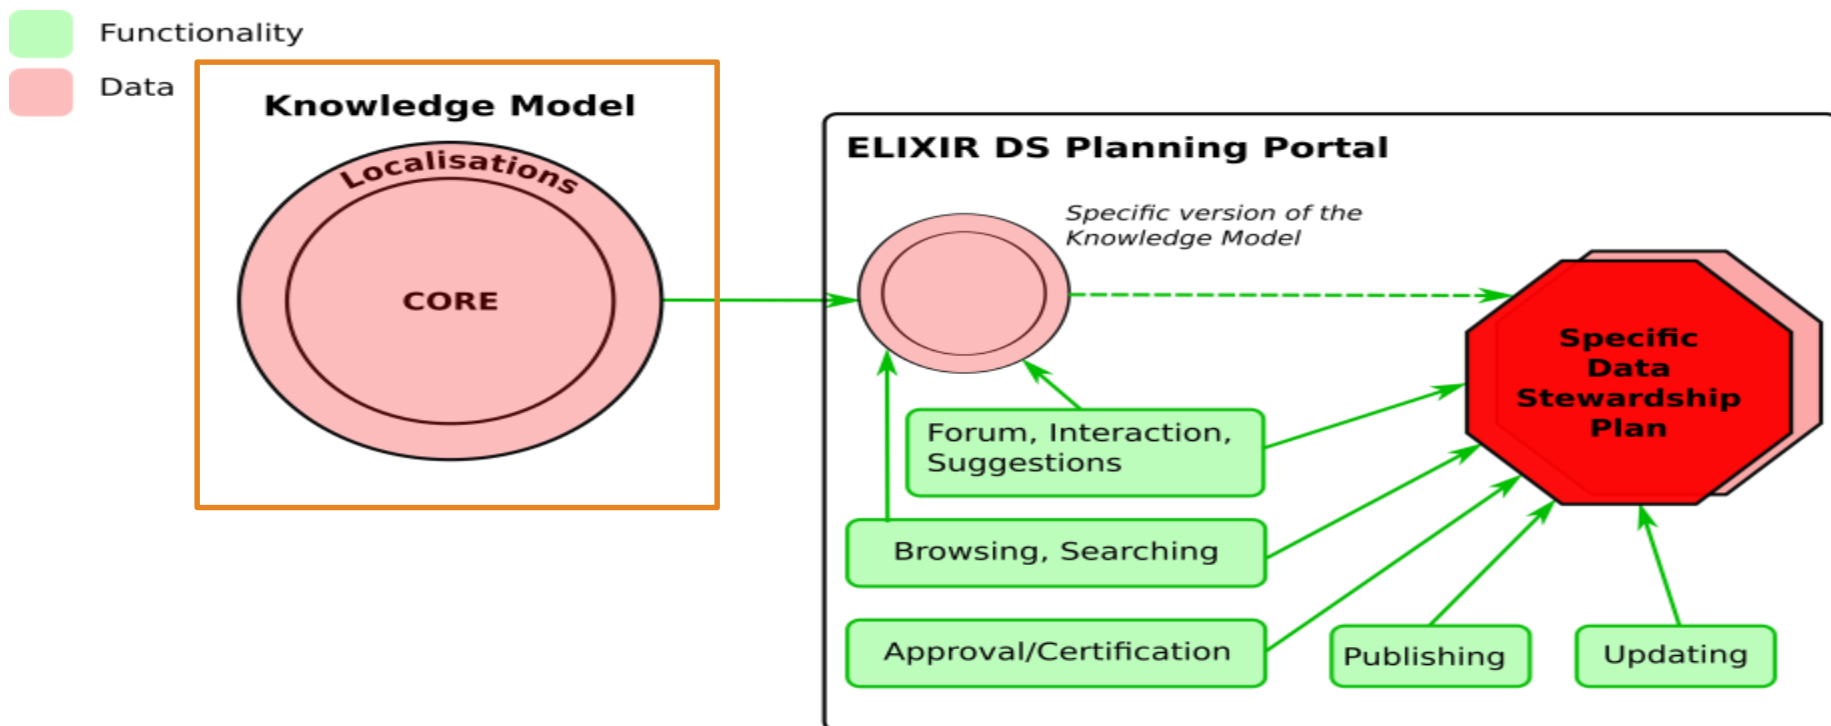 Functionality
Data
Knowledge Model
Localisations
CORE
ELIXIR DS Planning Portal
Specific version of the
Knowledge Model
Specific
Data
Stewardship
Plan
Forum, Interaction,
Suggestions
Browsing, Searching
Approval/Certification
Publishing
Updating